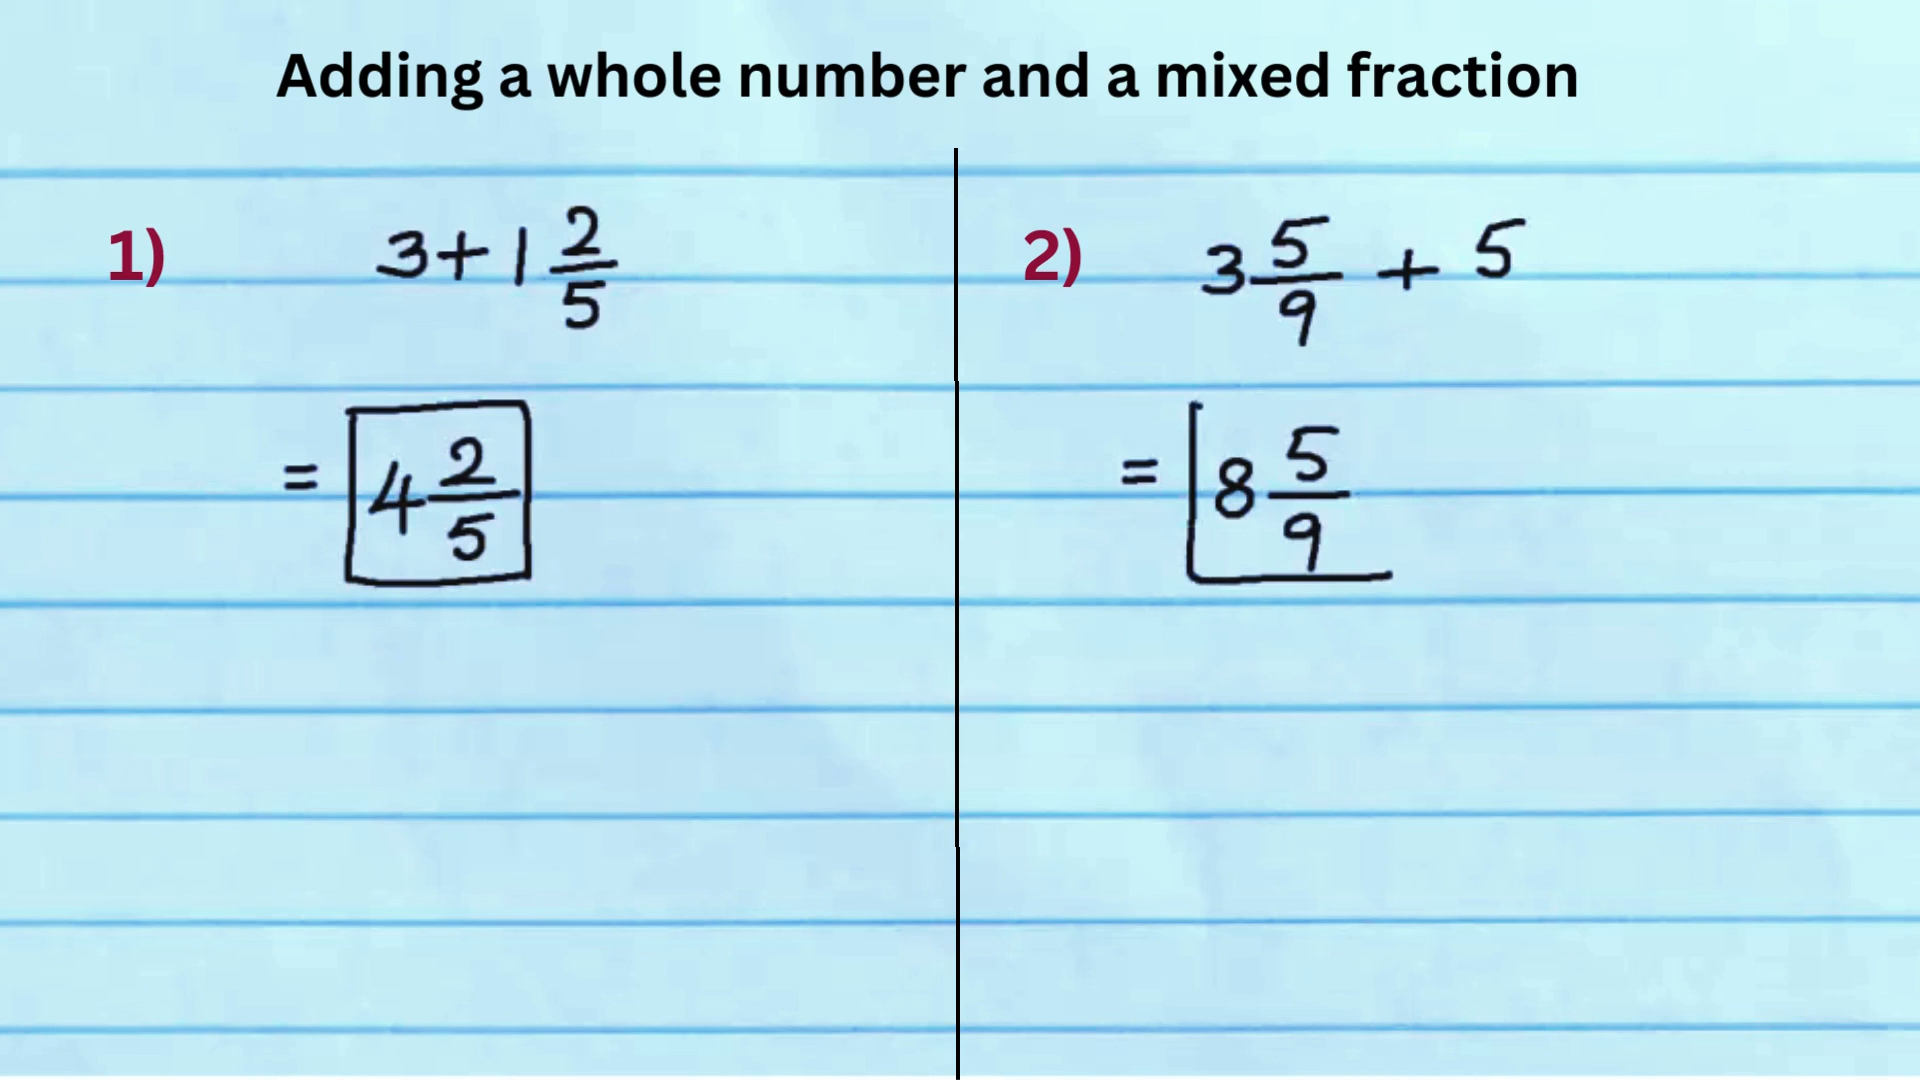 Adding a whole number and a mixed fraction
1) 3 + 1 2/5
= 4 2/5
2) 3 5/9 + 5
= 8 5/9